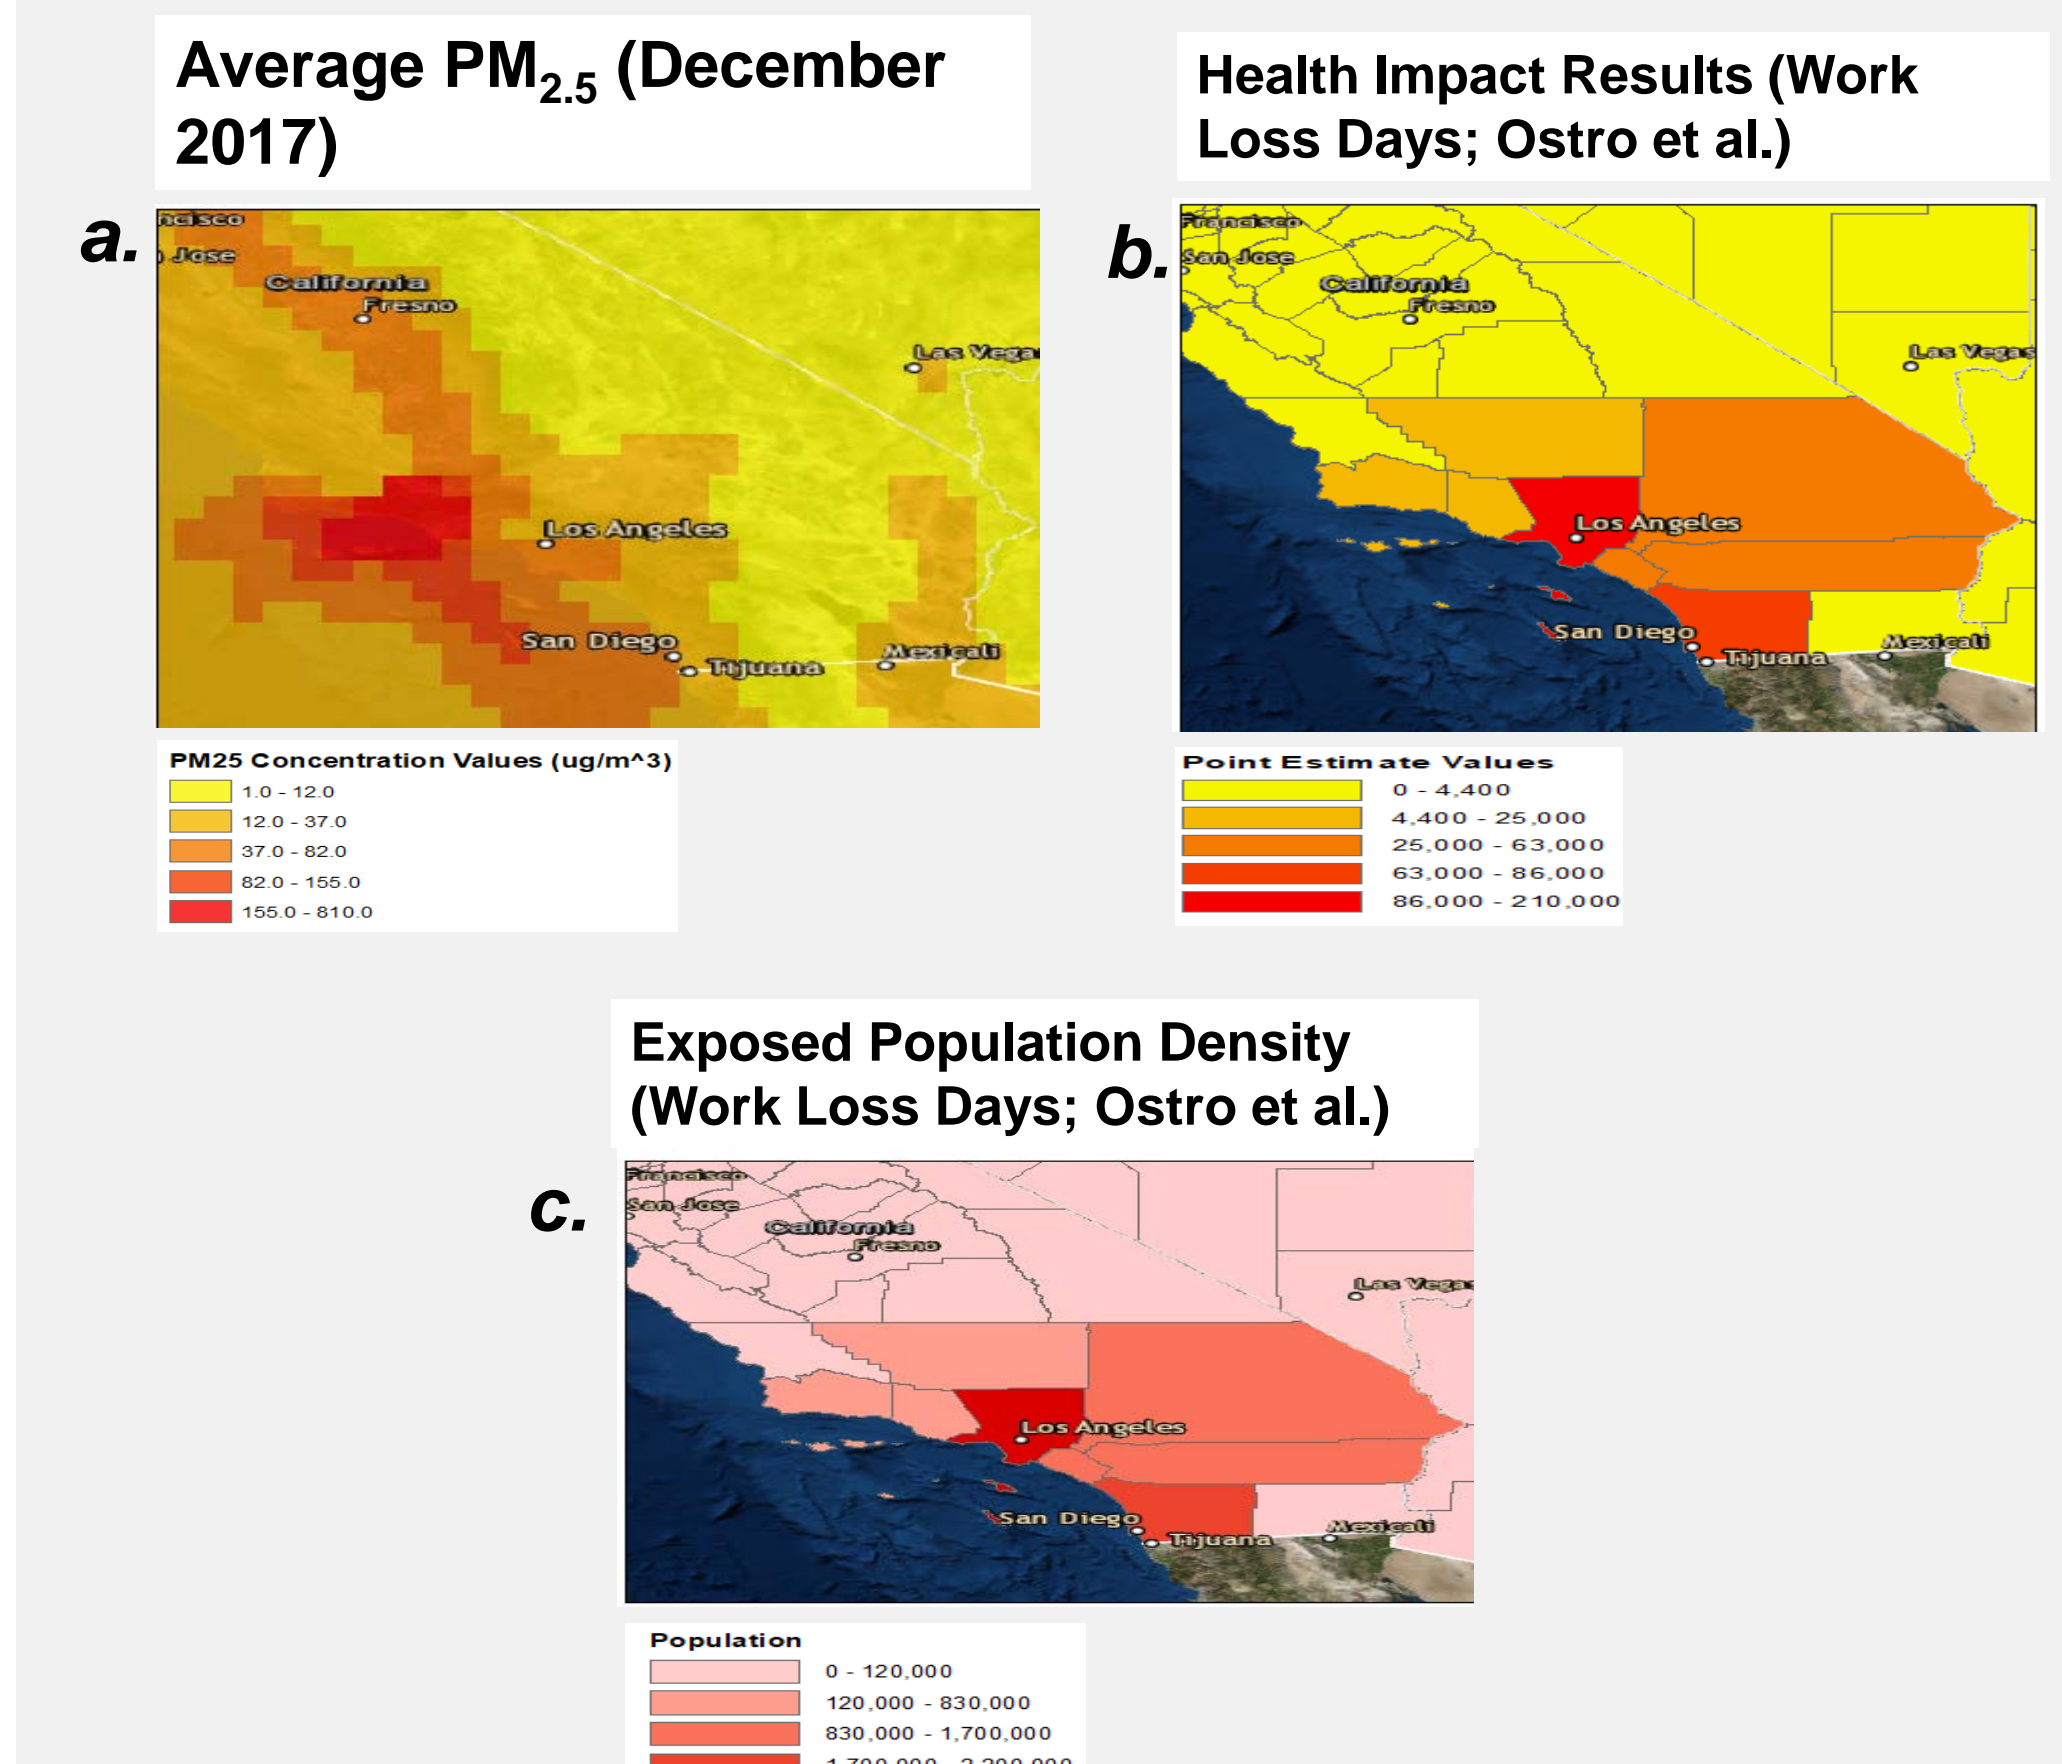 Average PM2.5 (December
2017)
Health Impact Results (Work
Loss Days; Ostro et al.)
a.
ncisco
Jose
California
Fresno
Las Vega
Los Angeles
San Diego
Tijuana
Mexicali
PM25 Concentration Values (ug/m^3)
1.0 - 12.0
12.0 - 37.0
37.0 - 82.0
82.0 - 155.0
155.0 - 810.0
b.
Francisco
San Jose
California
Fresno
Las Vegas
Los Angeles
San Diego
Tijuana
Mexicali
Point Estimate Values
0 - 4,400
4,400 - 25,000
25,000 - 63,000
63,000 - 86,000
86,000 - 210,000
Exposed Population Density
(Work Loss Days; Ostro et al.)
c.
Francisco
San Jose
California
Fresno
Las Vegas
Los Angeles
San Diego
Tijuana
Mexicali
Population
0 - 120,000
120,000 - 830,000
830,000 - 1,700,000